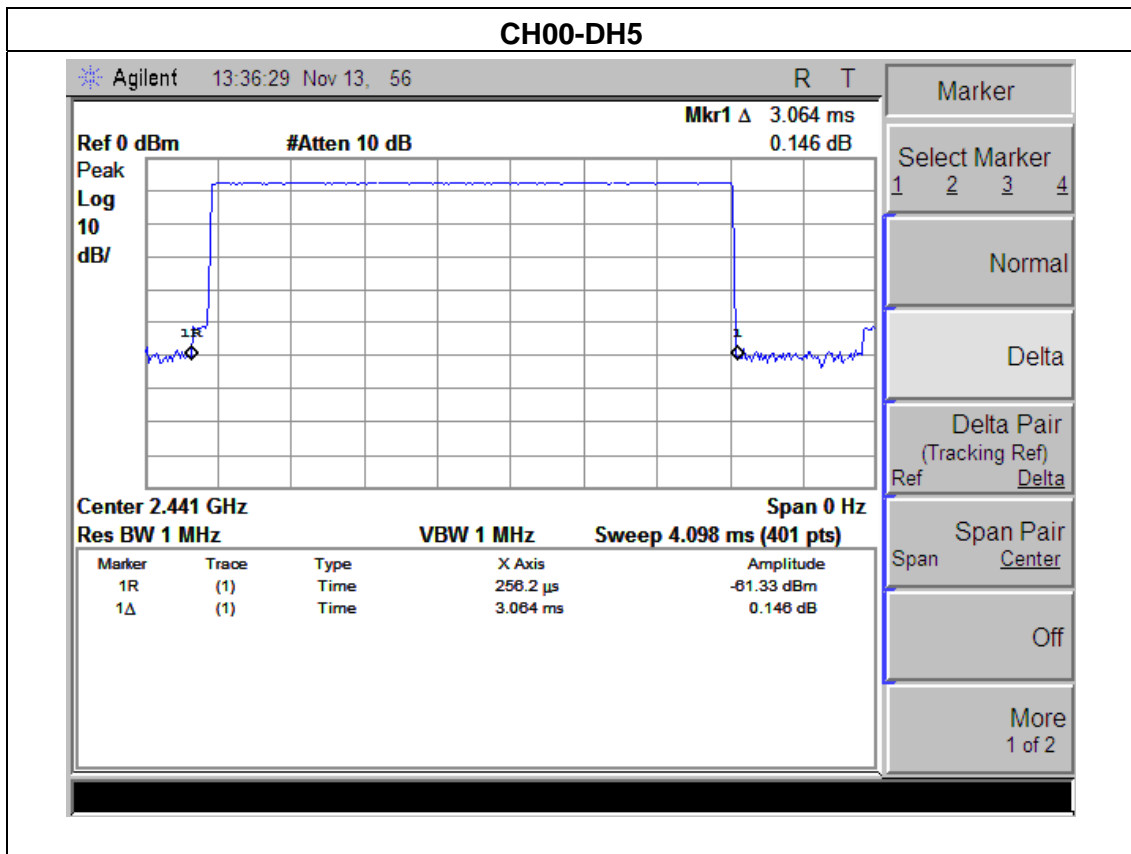 CH00-DH5
Agilent 13:36:29 Nov 13, 56 R T
Mkr1 Δ 3.064 ms
Ref 0 dBm #Atten 10 dB 0.146 dB
Peak
Log
10
dB/
1R
1
Center 2.441 GHz Span 0 Hz
Res BW 1 MHz VBW 1 MHz Sweep 4.098 ms (401 pts)
Marker Trace Type X Axis Amplitude
1R (1) Time 256.2 µs -61.33 dBm
1Δ (1) Time 3.064 ms 0.146 dB
Marker
Select Marker
1 2 3 4
Normal
Delta
Delta Pair
(Tracking Ref)
Ref Delta
Span Pair
Span Center
Off
More
1 of 2